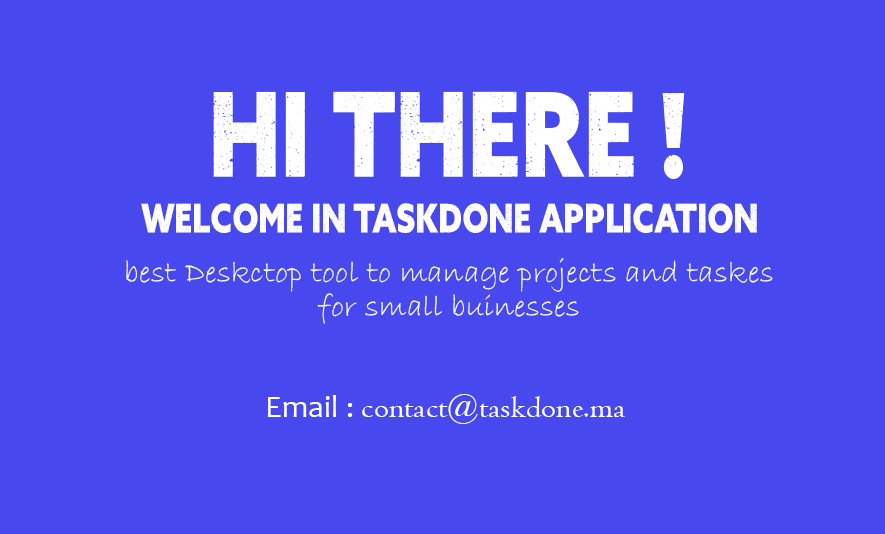 HI THERE !
WELCOME IN TASKDONE APPLICATION
best Deskctop tool to manage projects and taskes
for small buinesses
Email : contact@taskdone.ma